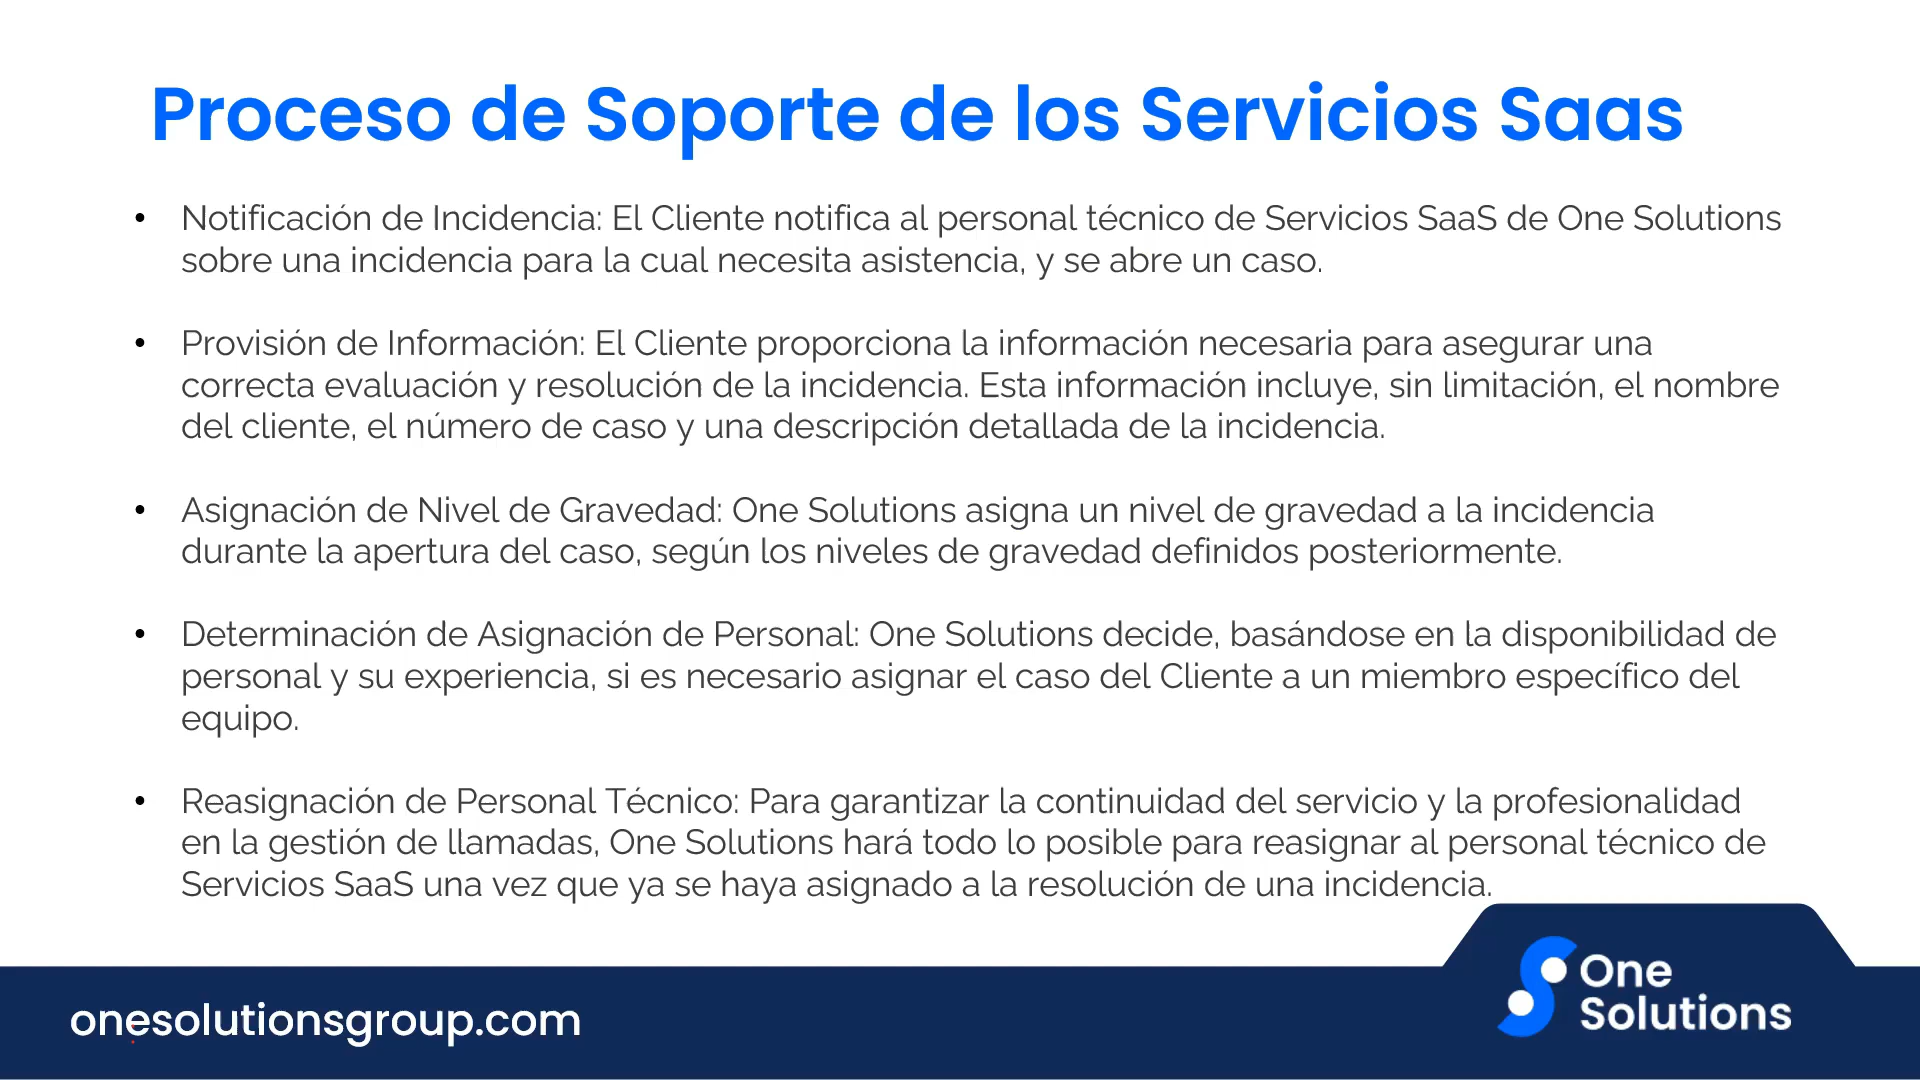 Proceso de Soporte de los Servicios Saas
• Notificación de Incidencia: El Cliente notifica al personal técnico de Servicios SaaS de One Solutions
sobre una incidencia para la cual necesita asistencia, y se abre un caso.
• Provisión de Información: El Cliente proporciona la información necesaria para asegurar una
correcta evaluación y resolución de la incidencia. Esta información incluye, sin limitación, el nombre
del cliente, el número de caso y una descripción detallada de la incidencia.
• Asignación de Nivel de Gravedad: One Solutions asigna un nivel de gravedad a la incidencia
durante la apertura del caso, según los niveles de gravedad definidos posteriormente.
• Determinación de Asignación de Personal: One Solutions decide, basándose en la disponibilidad de
personal y su experiencia, si es necesario asignar el caso del Cliente a un miembro específico del
equipo.
• Reasignación de Personal Técnico: Para garantizar la continuidad del servicio y la profesionalidad
en la gestión de llamadas, One Solutions hará todo lo posible para reasignar al personal técnico de
Servicios SaaS una vez que ya se haya asignado a la resolución de una incidencia.
onesolutionsgroup.com
One
Solutions